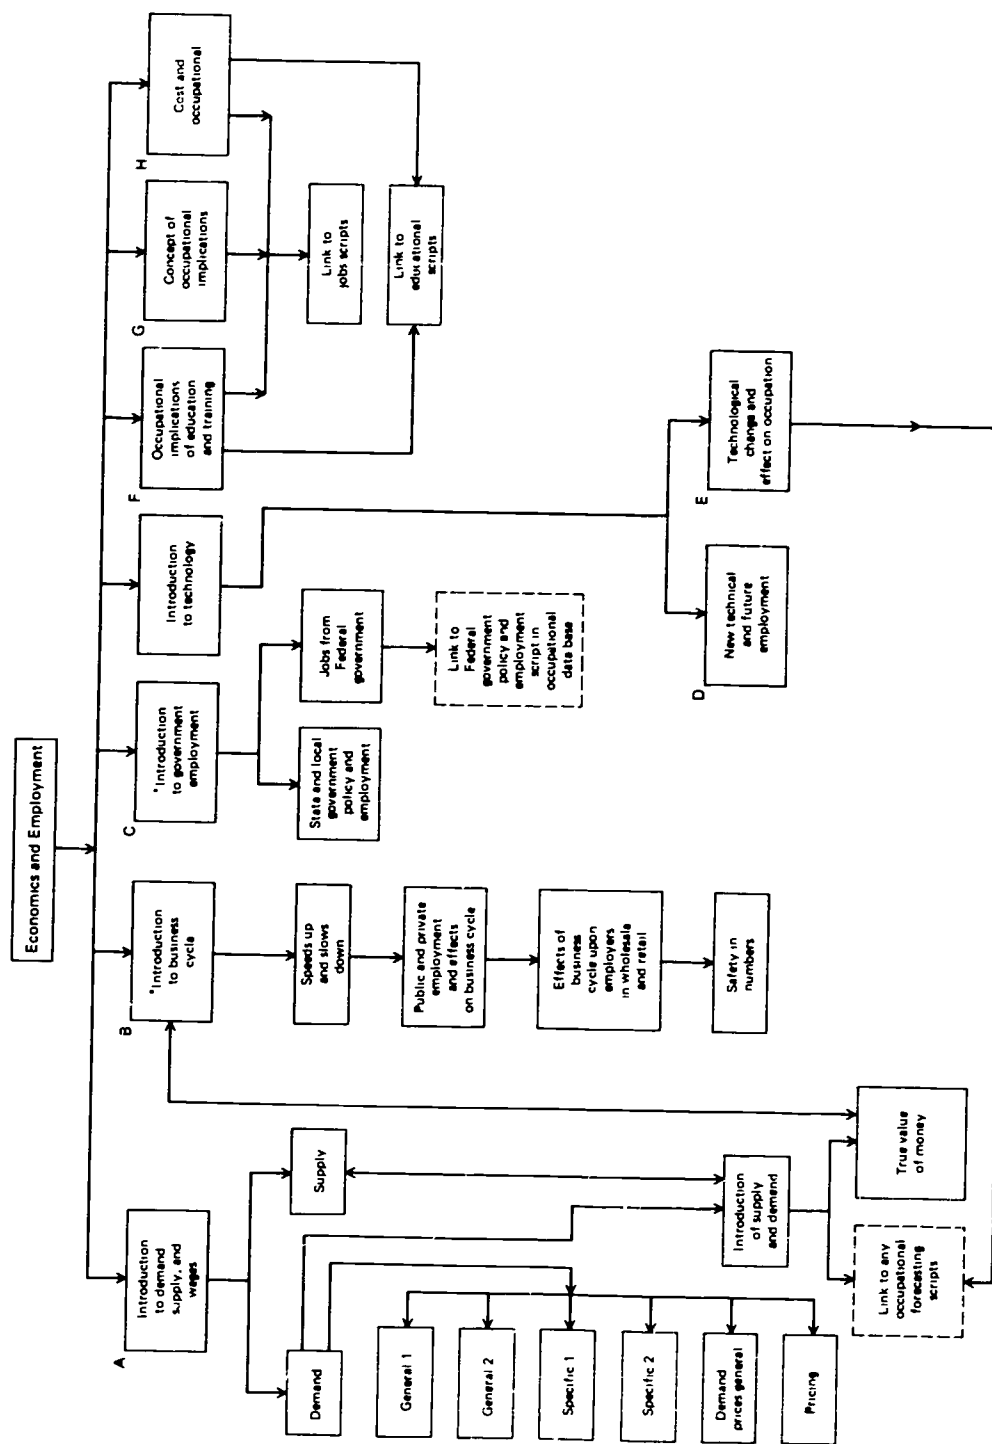 Economics and Employment
A
Introduction
to demand
supply, and
wages
B
*Introduction
to business
cycle
C
*Introduction
to government
employment
Introduction
to technology
F
Occupational
implications
of education
and training
G
Concept of
occupational
implications
H
Cost and
occupational
Demand
Supply
Speeds up
and slows
down
State and local
government
policy and
employment
Jobs from
Federal
government
Link to
jobs scripts
General 1
General 2
Specific 1
Specific 2
Demand
prices general
Pricing
Public and private
employment
and effects
on business cycle
Link to
Federal
government
policy and
employment
script in
occupational
data base
Link to
educational
scripts
Effects of
business
cycle upon
employers
in wholesale
and retail
Introduction
of supply
and demand
Safety in
numbers
D
New technical
and future
employment
E
Technological
change and
effect on occupation
Link to any
occupational
forecasting
scripts
True value
of money